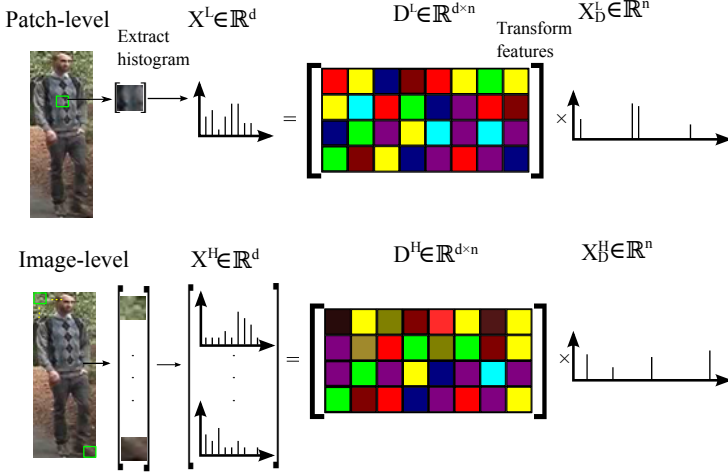 Patch-level
Extract
histogram
X^L∈ℝ^d
D^L∈ℝ^{d×n}
Transform
features
X_D^L∈ℝ^n
=
×
Image-level
X^H∈ℝ^d
D^H∈ℝ^{d×n}
X_D^H∈ℝ^n
=
×